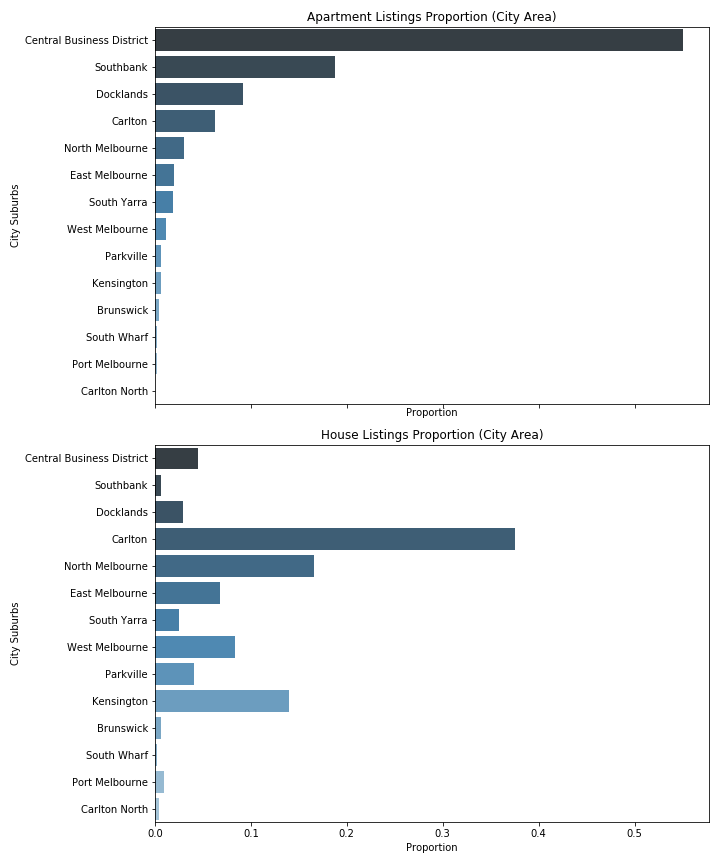 Apartment Listings Proportion (City Area)
Central Business District
Southbank
Docklands
Carlton
North Melbourne
East Melbourne
South Yarra
West Melbourne
Parkville
Kensington
Brunswick
South Wharf
Port Melbourne
Carlton North
City Suburbs
Proportion
House Listings Proportion (City Area)
Central Business District
Southbank
Docklands
Carlton
North Melbourne
East Melbourne
South Yarra
West Melbourne
Parkville
Kensington
Brunswick
South Wharf
Port Melbourne
Carlton North
City Suburbs
0.0 0.1 0.2 0.3 0.4 0.5
Proportion